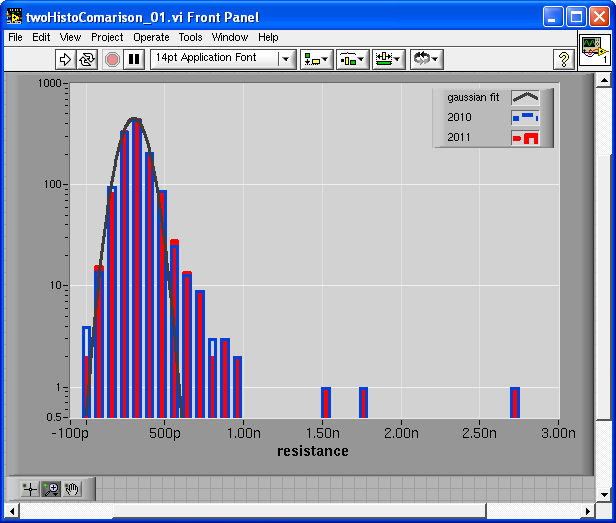 twoHistoComarison_01.vi Front Panel
File Edit View Project Operate Tools Window Help
14pt Application Font
?
1
gaussian fit
2010
2011
1000
100
10
1
0.5
-100p 500p 1.00n 1.50n 2.00n 2.50n 3.00n
resistance